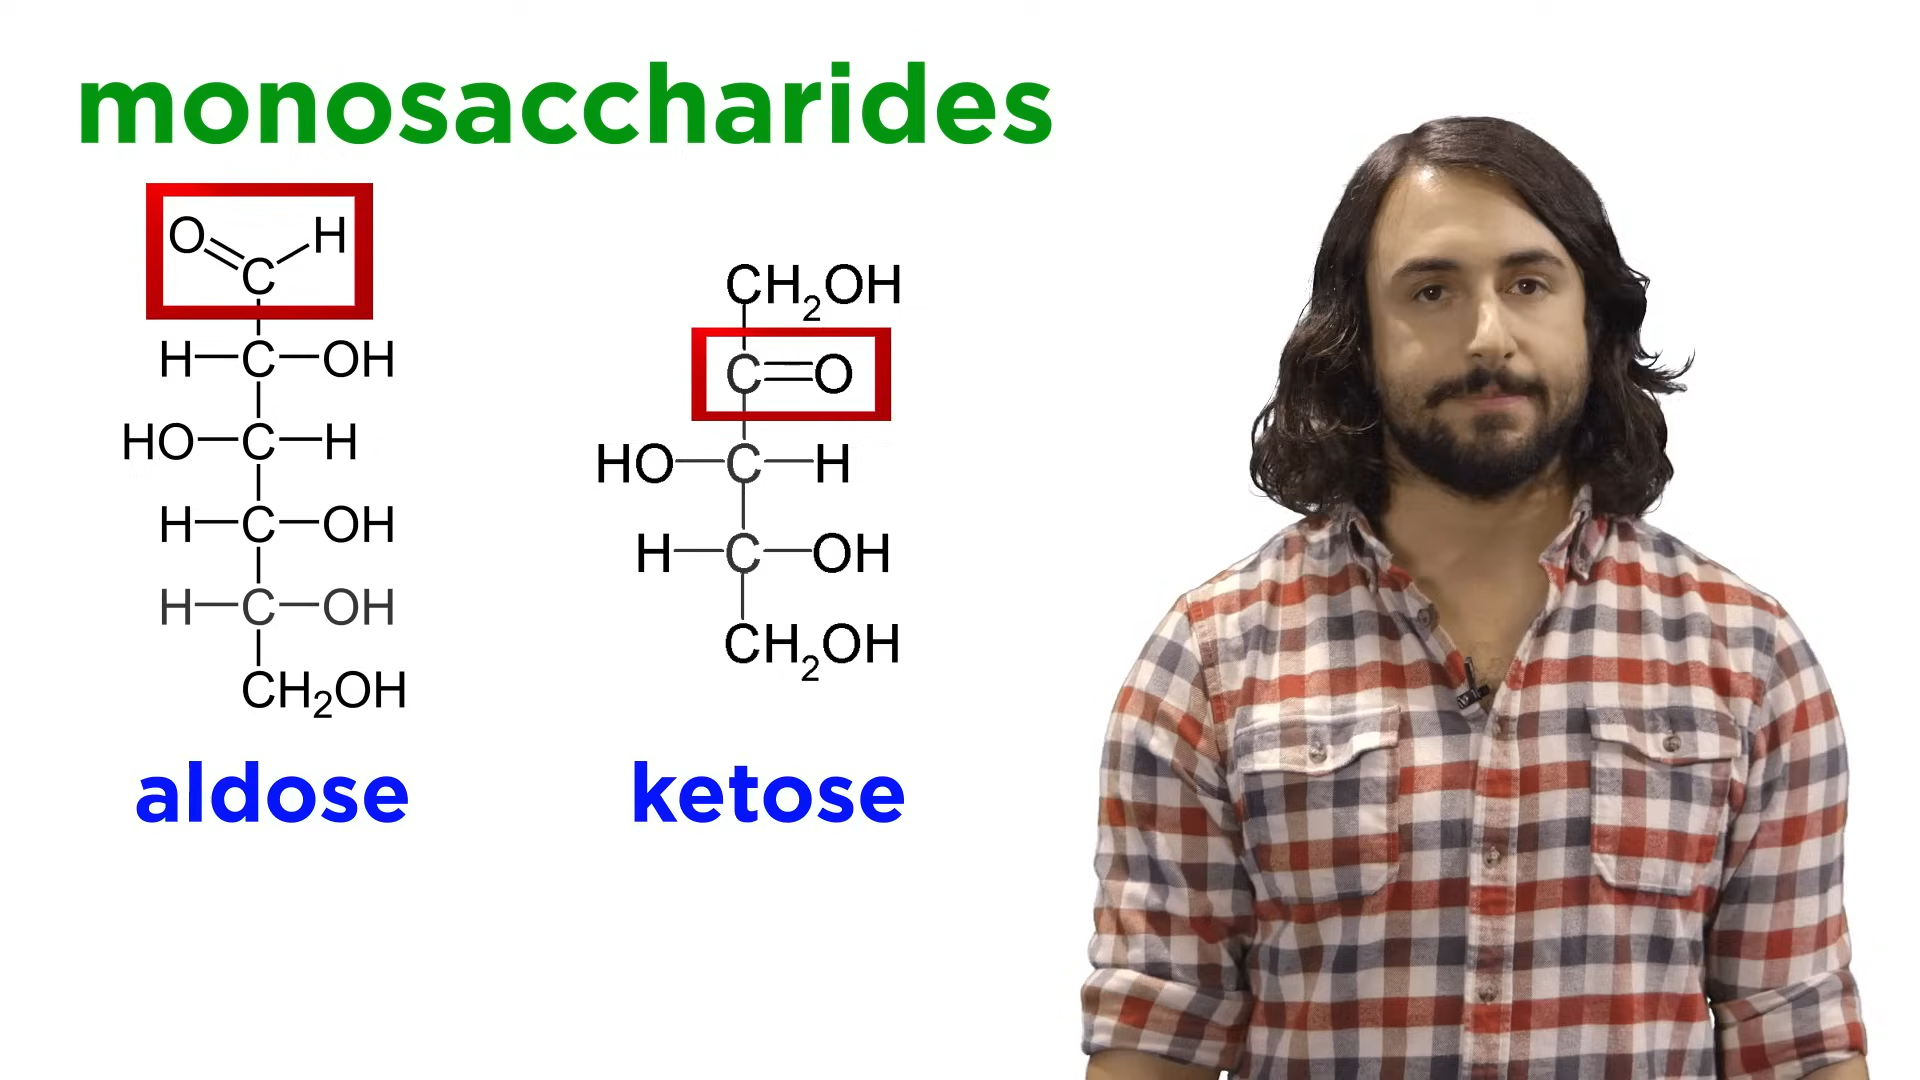 monosaccharides
O H
C
H C OH
HO C H
H C OH
H C OH
CH₂OH
aldose
CH₂OH
C O
HO C H
H C OH
CH₂OH
ketose